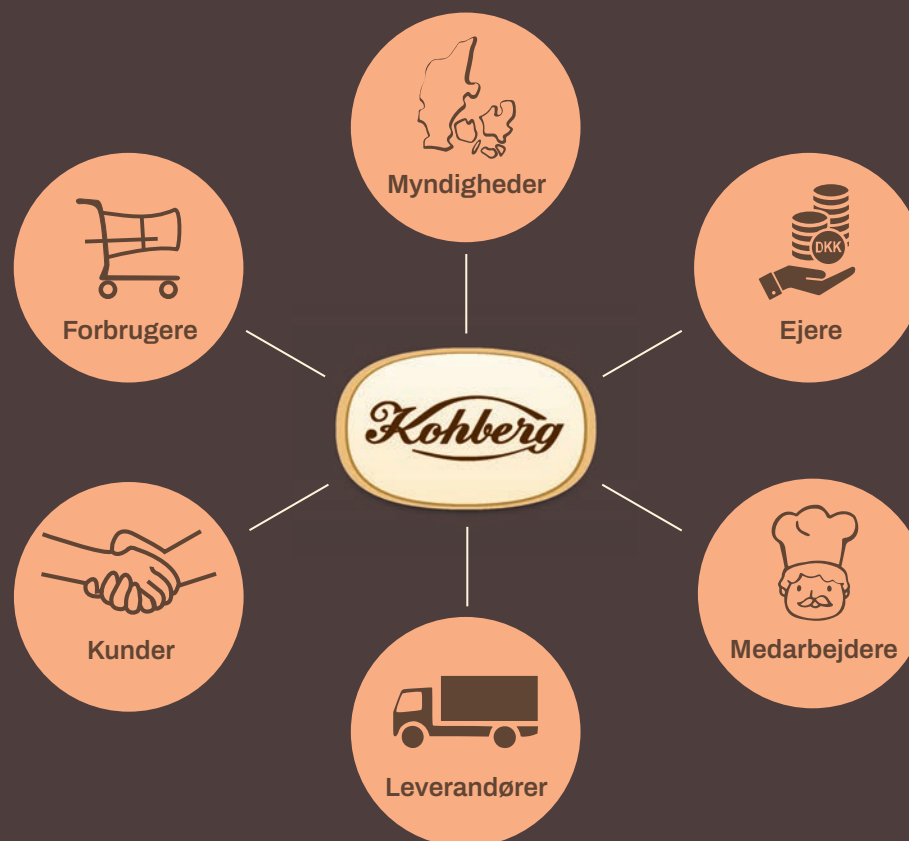 Myndigheder
DKK
Forbrugere
Ejere
Kohberg
Kunder
Medarbejdere
Leverandører